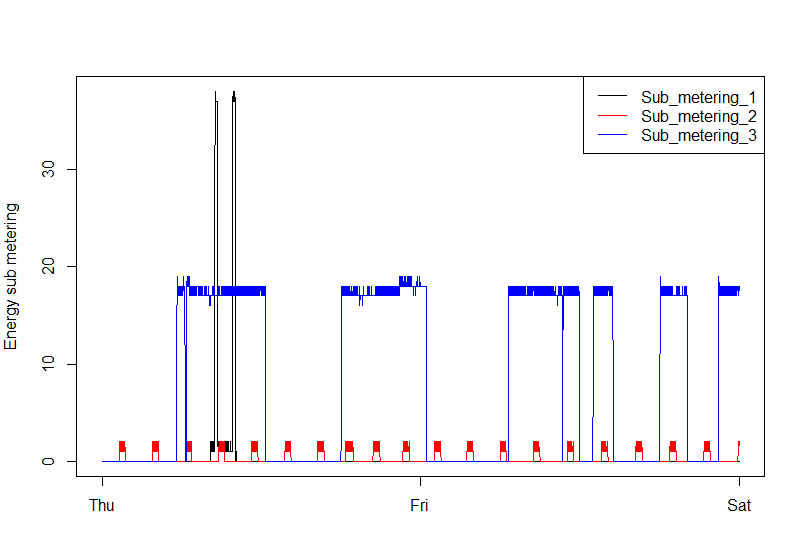 Sub_metering_1
Sub_metering_2
Sub_metering_3
Energy sub metering
30
20
10
0
Thu Fri Sat